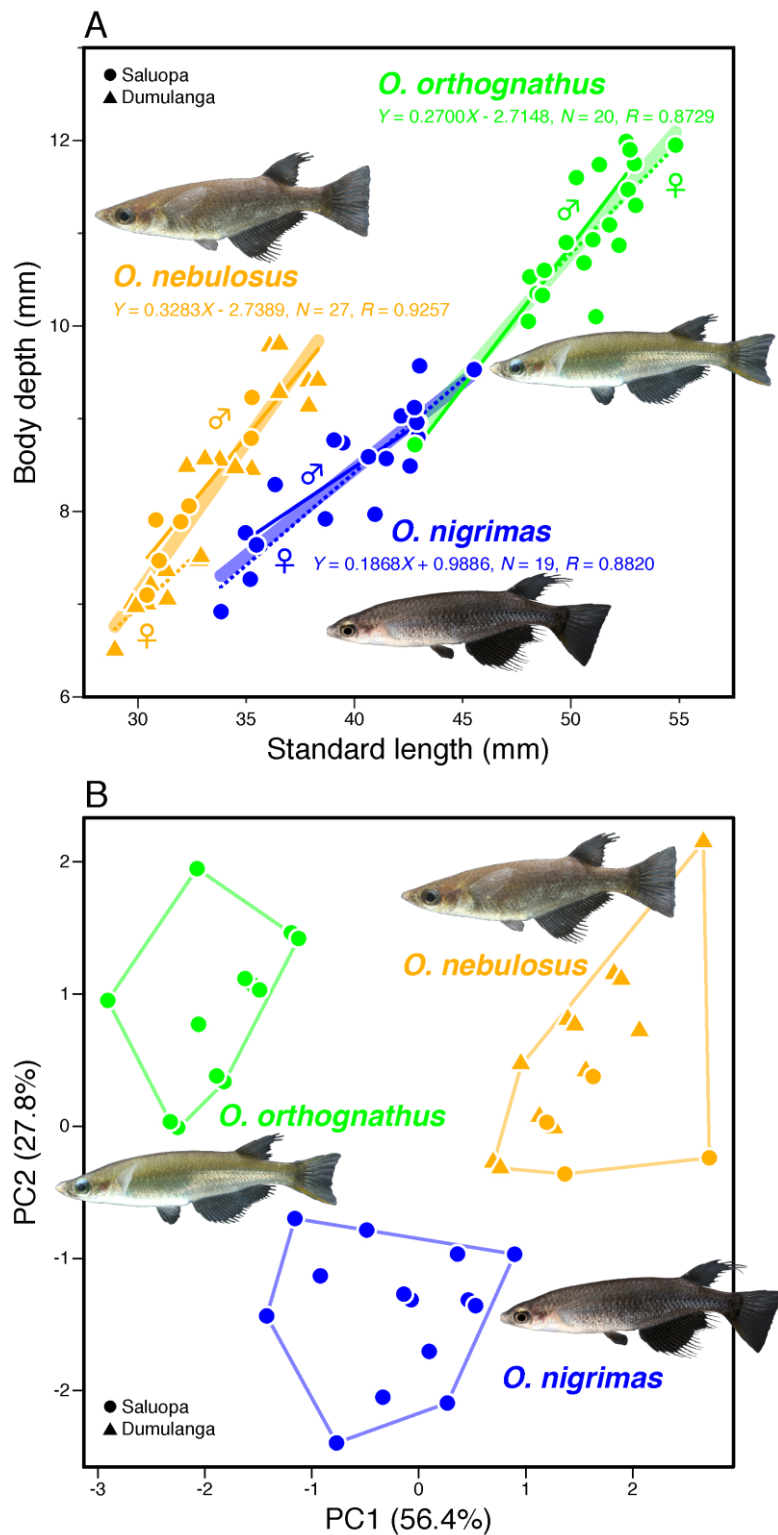 A
Saluopa
Dumulanga
O. orthognathus
Y = 0.2700X - 2.7148, N = 20, R = 0.8729
♂
♀
O. nebulosus
Y = 0.3283X - 2.7389, N = 27, R = 0.9257
♂
♂
O. nigrimas
♀
Y = 0.1868X + 0.9886, N = 19, R = 0.8820
♀
12
10
8
6
Body depth (mm)
30 35 40 45 50 55
Standard length (mm)
B
O. nebulosus
O. orthognathus
O. nigrimas
Saluopa
Dumulanga
2
1
0
-1
-2
PC2 (27.8%)
-3 -2 -1 0 1 2
PC1 (56.4%)